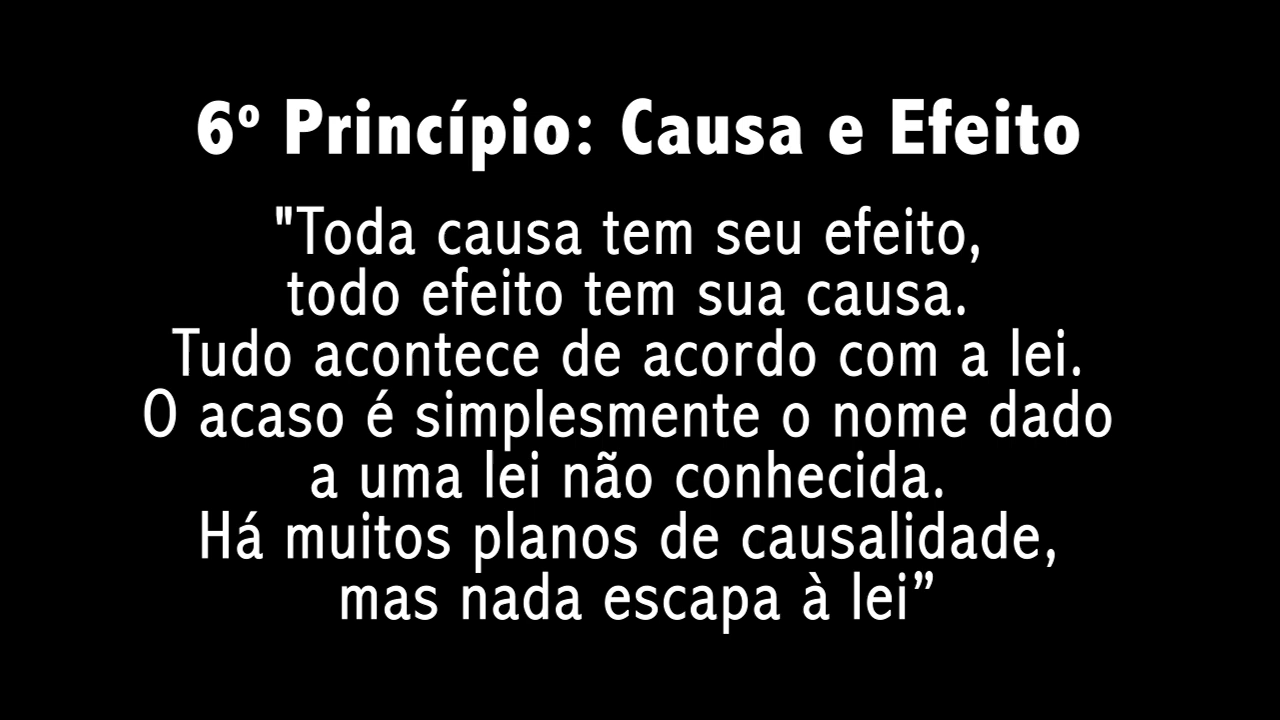 6º Princípio: Causa e Efeito
"Toda causa tem seu efeito,
todo efeito tem sua causa.
Tudo acontece de acordo com a lei.
O acaso é simplesmente o nome dado
a uma lei não conhecida.
Há muitos planos de causalidade,
mas nada escapa à lei”